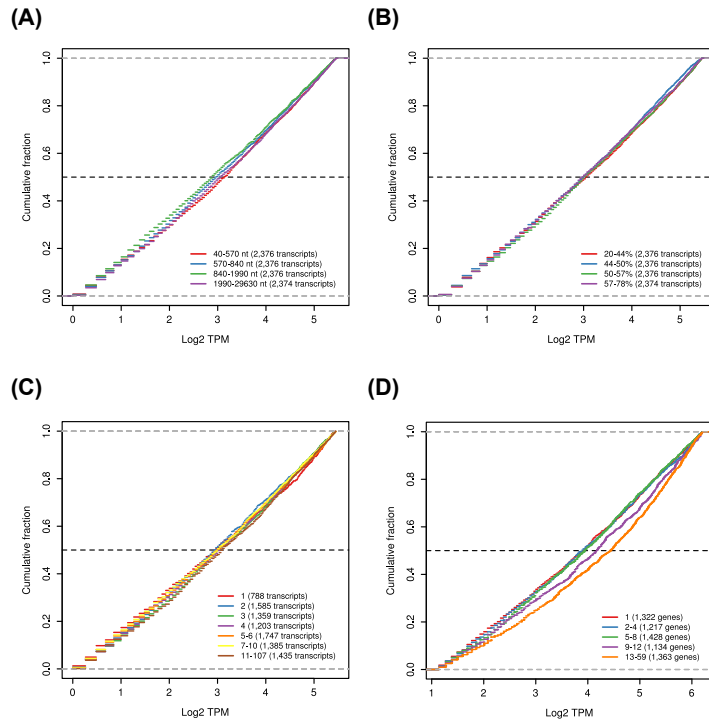 (A)
Cumulative fraction
0.0 0.2 0.4 0.6 0.8 1.0
40-570 nt (2,376 transcripts)
570-840 nt (2,376 transcripts)
840-1990 nt (2,376 transcripts)
1990-29630 nt (2,374 transcripts)
0 1 2 3 4 5
Log2 TPM
(B)
Cumulative fraction
0.0 0.2 0.4 0.6 0.8 1.0
20-44% (2,376 transcripts)
44-50% (2,376 transcripts)
50-57% (2,376 transcripts)
57-78% (2,374 transcripts)
0 1 2 3 4 5
Log2 TPM
(C)
Cumulative fraction
0.0 0.2 0.4 0.6 0.8 1.0
1 (788 transcripts)
2 (1,585 transcripts)
3 (1,359 transcripts)
4 (1,203 transcripts)
5-6 (1,747 transcripts)
7-10 (1,385 transcripts)
11-107 (1,435 transcripts)
0 1 2 3 4 5
Log2 TPM
(D)
Cumulative fraction
0.0 0.2 0.4 0.6 0.8 1.0
1 (1,322 genes)
2-4 (1,217 genes)
5-8 (1,428 genes)
9-12 (1,134 genes)
13-59 (1,363 genes)
1 2 3 4 5 6
Log2 TPM